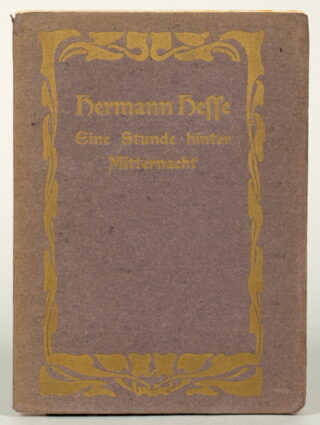 Hermann Hesse
Eine Stunde hinter
Mitternacht